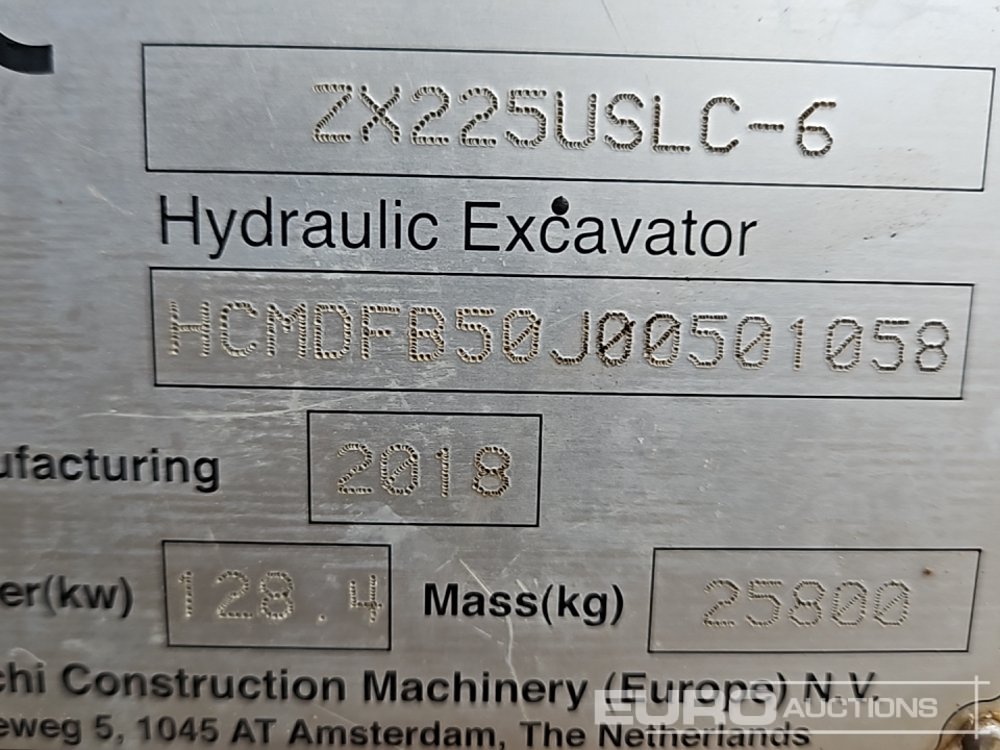 ZX225USLC-6
Hydraulic Excavator
HCMDFB50J00501058
ufacturing 2018
er(kw) 128.4 Mass(kg) 25800
chi Construction Machinery (Europe) N.V.
eweg 5, 1045 AT Amsterdam, The Netherlands
EURO AUCTIONS